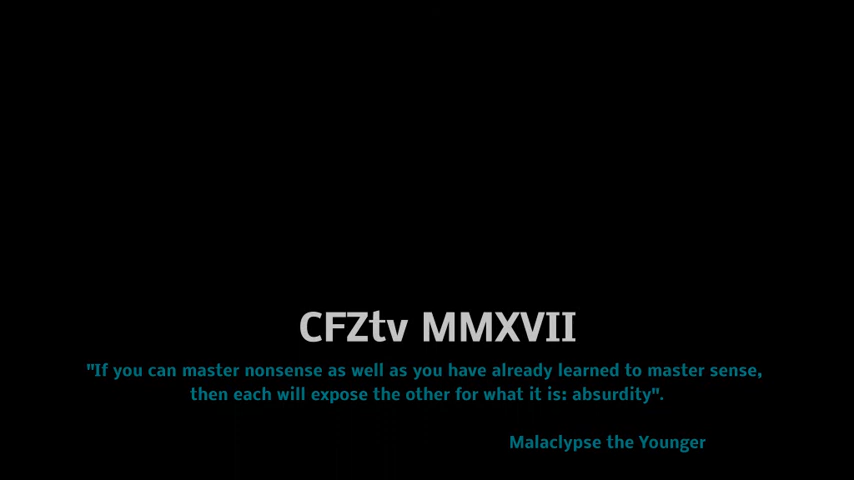 CFZtv MMXVII
"If you can master nonsense as well as you have already learned to master sense,
then each will expose the other for what it is: absurdity".
Malaclypse the Younger